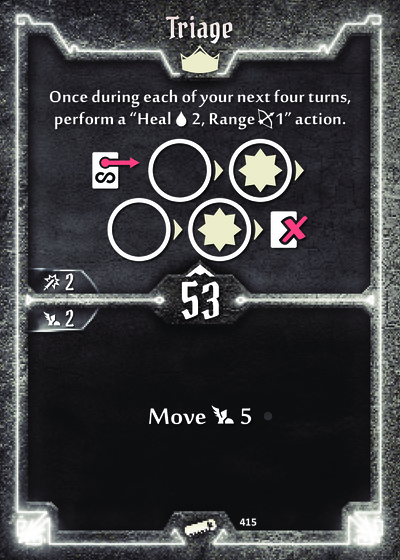 Triage
Once during each of your next four turns,
perform a “Heal 2, Range 1” action.
2
53
2
Move 5
415